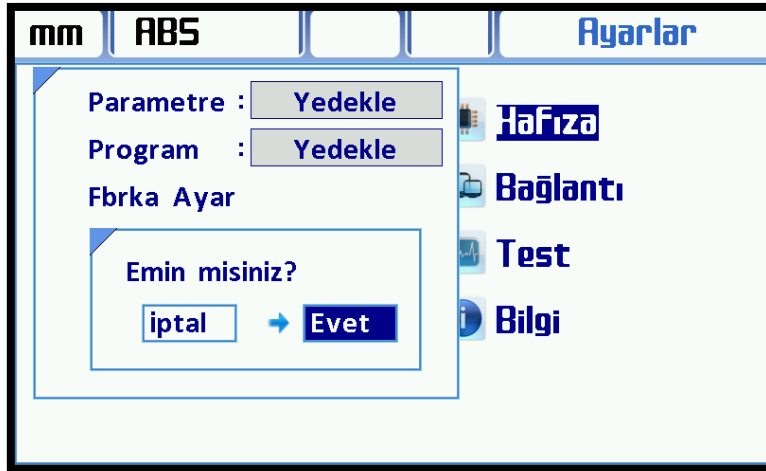 mm ABS Ayarlar
Parametre : Yedekle
Program : Yedekle
Fbrka Ayar
Emin misiniz?
iptal Evet
Hafıza
Bağlantı
Test
Bilgi